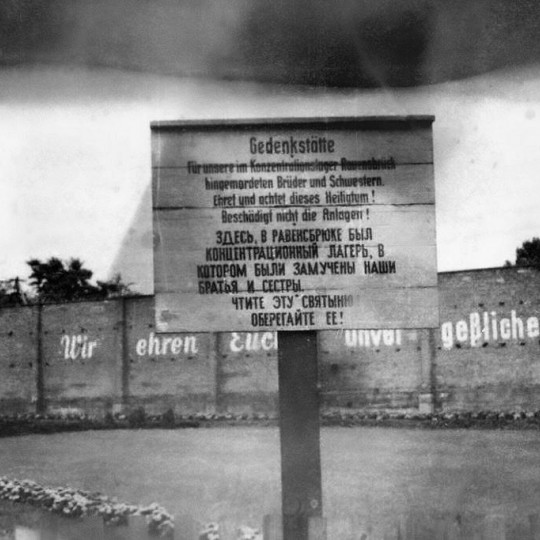 Gedenkstätte
Für unsere im Konzentrationslager Ravensbrück
hingemordeten Brüder und Schwestern.
Ehret und achtet dieses Heiligtum!
Beschädigt nicht die Anlagen!
ЗДЕСЬ, В РАВЕНСБРЮКЕ БЫЛ
КОНЦЕНТРАЦИОННЫЙ ЛАГЕРЬ, В
КОТОРОМ БЫЛИ ЗАМУЧЕНЫ НАШИ
БРАТЬЯ И СЕСТРЫ.
ЧТИТЕ ЭТУ СВЯТЫНЮ
ОБЕРЕГАЙТЕ ЕЕ!
Wir ehren Euch unver geßliche